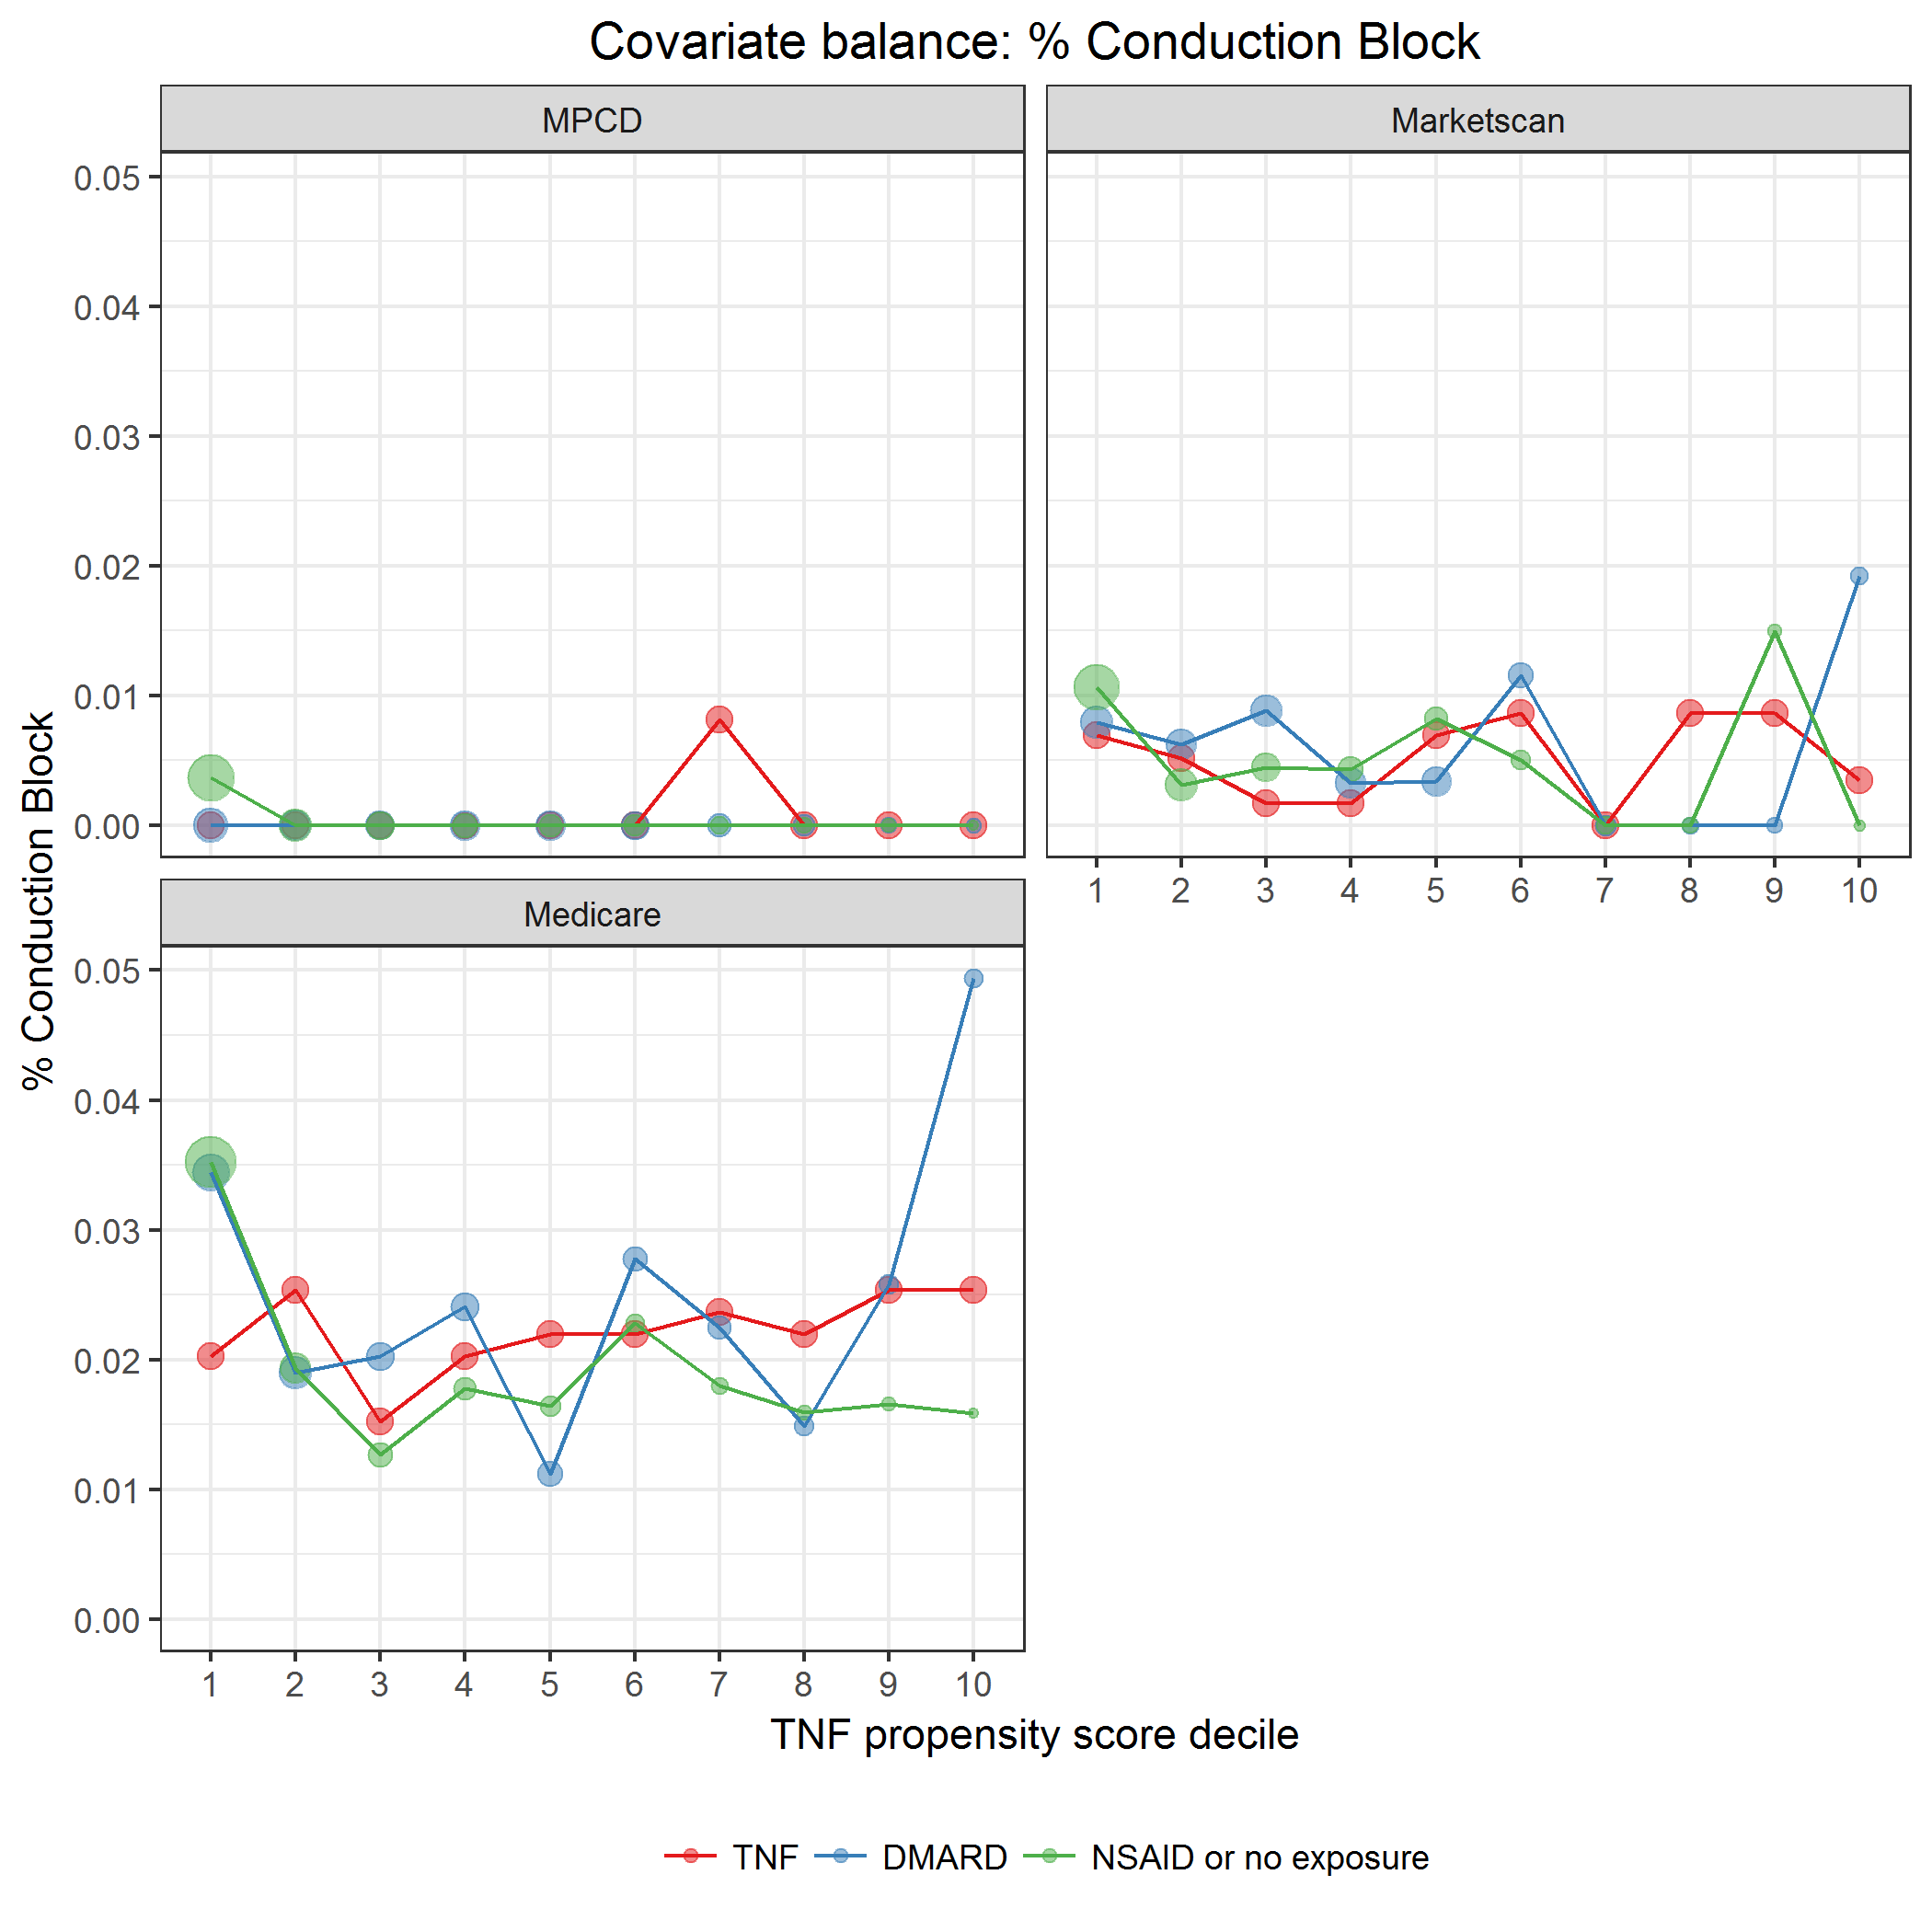 Covariate balance: % Conduction Block
MPCD
Marketscan
0.05
0.04
0.03
0.02
0.01
0.00
1 2 3 4 5 6 7 8 9 10
Medicare
0.05
0.04
0.03
0.02
0.01
0.00
1 2 3 4 5 6 7 8 9 10
% Conduction Block
TNF propensity score decile
TNF DMARD NSAID or no exposure